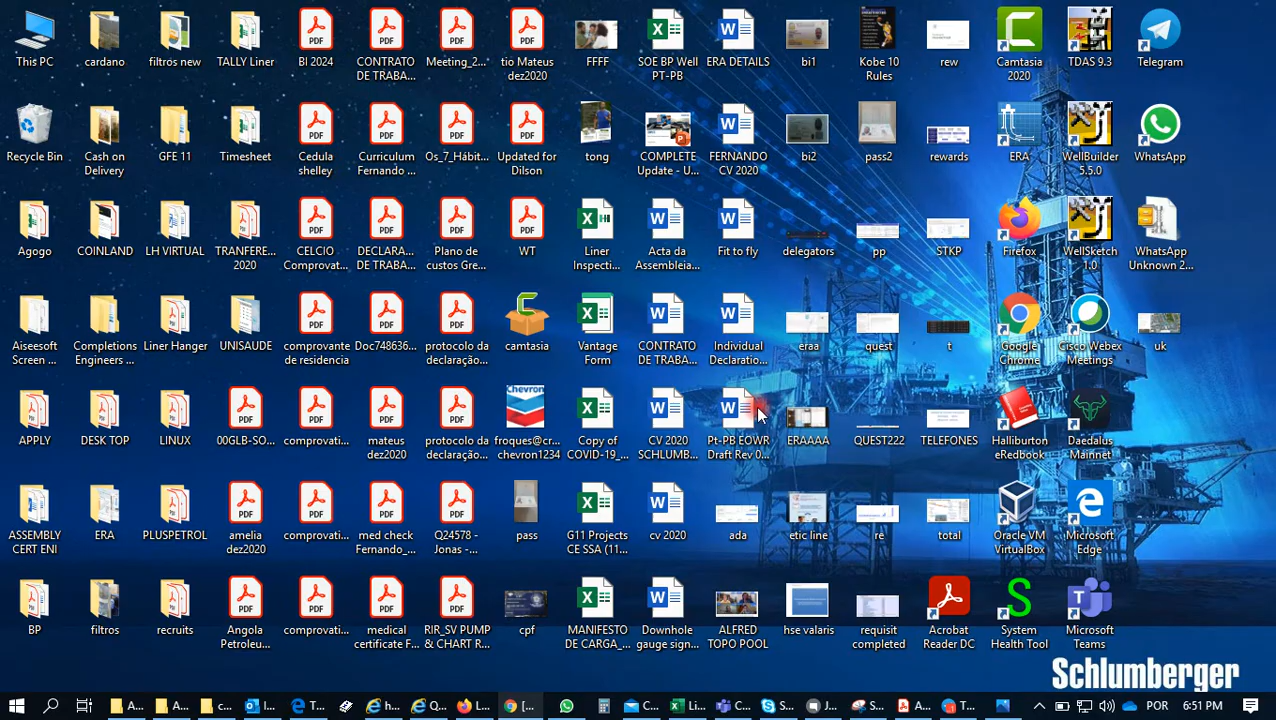 This PC
cardano
filtros new
TALLY Liner
BI 2024
CONTRATO
DE TRABA...
Meeting_2...
tio Mateus
dez2020
FFFF
SOE BP Well
PT-PB
ERA DETAILS
bi1
Kobe 10
Rules
rew
Camtasia
2020
TDAS 9.3
Telegram
Recycle Bin
Cash on
Delivery
GFE 11
Timesheet
Cedula
shelley
Curriculum
Fernando ...
Os_7_Hábit...
Updated for
Dilson
tong
COMPLETE
Update - U...
FERNANDO
CV 2020
bi2
pass2
rewards
ERA
WellBuilder
5.5.0
WhatsApp
Agogo
COINLAND
LH VIRTUAL
TRANFERE...
2020
CELCIO
Comprovat...
DECLARA...
DE TRABA...
Plano de
custos Gre...
WT
Liner
Inspecti...
Acta da
Assembleia...
Fit to fly
delegators
pp
STKP
Firefox
WellSketch
1.0
WhatsApp
Unknown 2...
Aiseesoft
Screen ...
Completions
Engineers ...
Liner Hanger
UNISAUDE
comprovante
de residencia
Doc748636...
protocolo da
declaração...
camtasia
Vantage
Form
CONTRATO
DE TRABA...
Individual
Declaratio...
eraa
quest
t
Google
Chrome
Cisco Webex
Meetings
uk
APPLY
DESK TOP
LINUX
00GLB-SO...
comprovati...
mateus
dez2020
protocolo da
declaração...
Chevron
froques@cr...
chevron1234
Copy of
COVID-19_...
CV 2020
SCHLUMB...
Pt-PB EOWR
Draft Rev 0...
ERAAAA
QUEST222
TELEFONES
Halliburton
eRedbook
Daedalus
Mainnet
ASSEMBLY
CERT ENI
ERA
PLUSPETROL
amelia
dez2020
comprovati...
med check
Fernando_...
Q24578 -
Jonas -...
pass
G11 Projects
CE SSA (11...
cv 2020
ada
etic line
re
total
Oracle VM
VirtualBox
Microsoft
Edge
BP
filtros
recruits
Angola
Petroleu...
comprovati...
medical
certificate F...
RIR_SV PUMP
& CHART R...
cpf
MANIFESTO
DE CARGA_...
Downhole
gauge sign...
ALFRED
TOPO POOL
hse valaris
requisit
completed
Acrobat
Reader DC
System
Health Tool
Microsoft
Teams
Schlumberger
A...
A...
c...
I...
T...
h...
Q...
L...
[...
C...
Li...
C...
S...
J...
S...
A...
T...
POR
6:51 PM